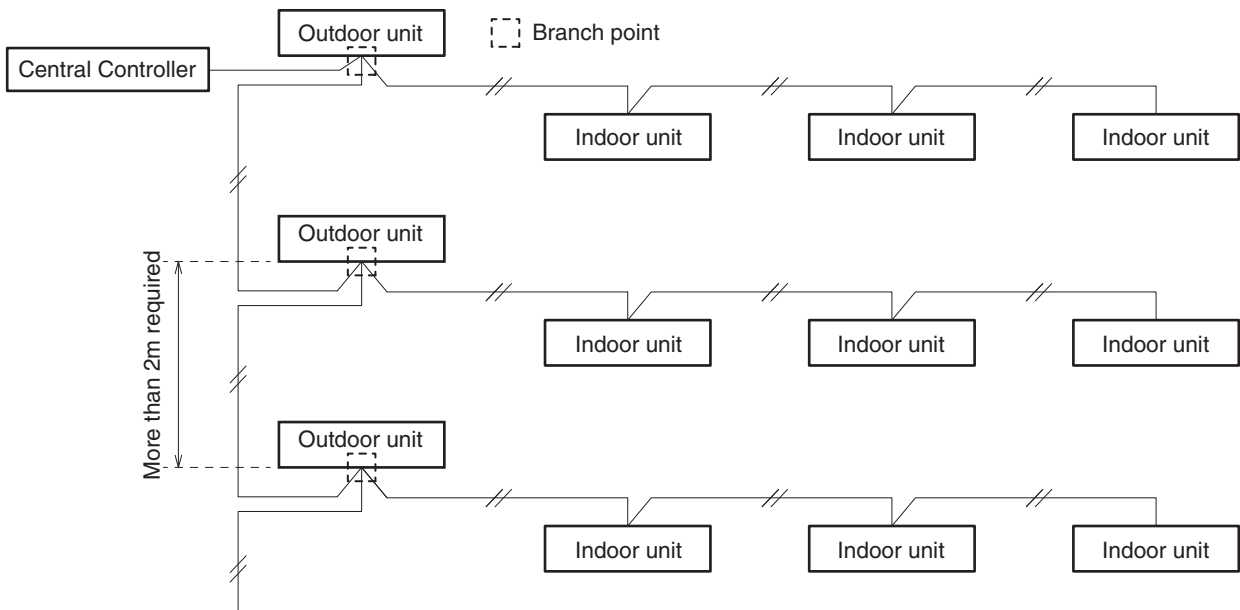 Outdoor unit
Branch point
Central Controller
Indoor unit
Indoor unit
Indoor unit
Outdoor unit
More than 2m required
Indoor unit
Indoor unit
Indoor unit
Outdoor unit
Indoor unit
Indoor unit
Indoor unit